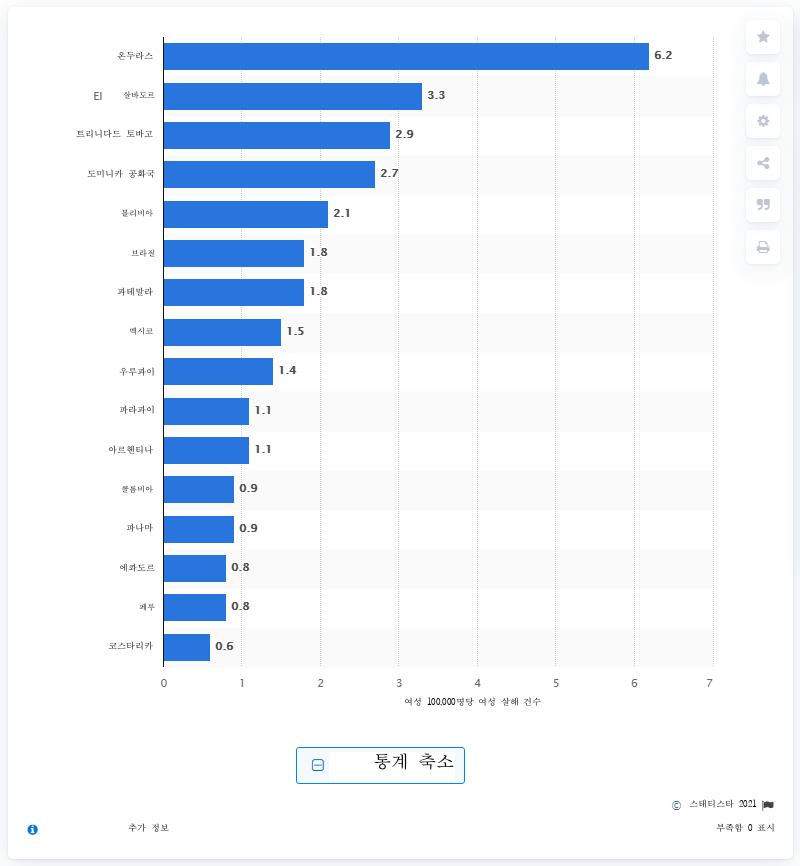 온두라스 6.2
El 살바도르 3.3
트리니다드 토바고 2.9
도미니카 공화국 2.7
볼리비아 2.1
브라질 1.8
과테말라 1.8
멕시코 1.5
우루과이 1.4
파라과이 1.1
아르헨티나 1.1
콜롬비아 0.9
파나마 0.9
에콰도르 0.8
페루 0.8
코스타리카 0.6
0 1 2 3 4 5 6 7
여성 100,000명당 여성 살해 건수
통계 축소
© 스태티스타 2021
추가 정보 부족함 0 표시